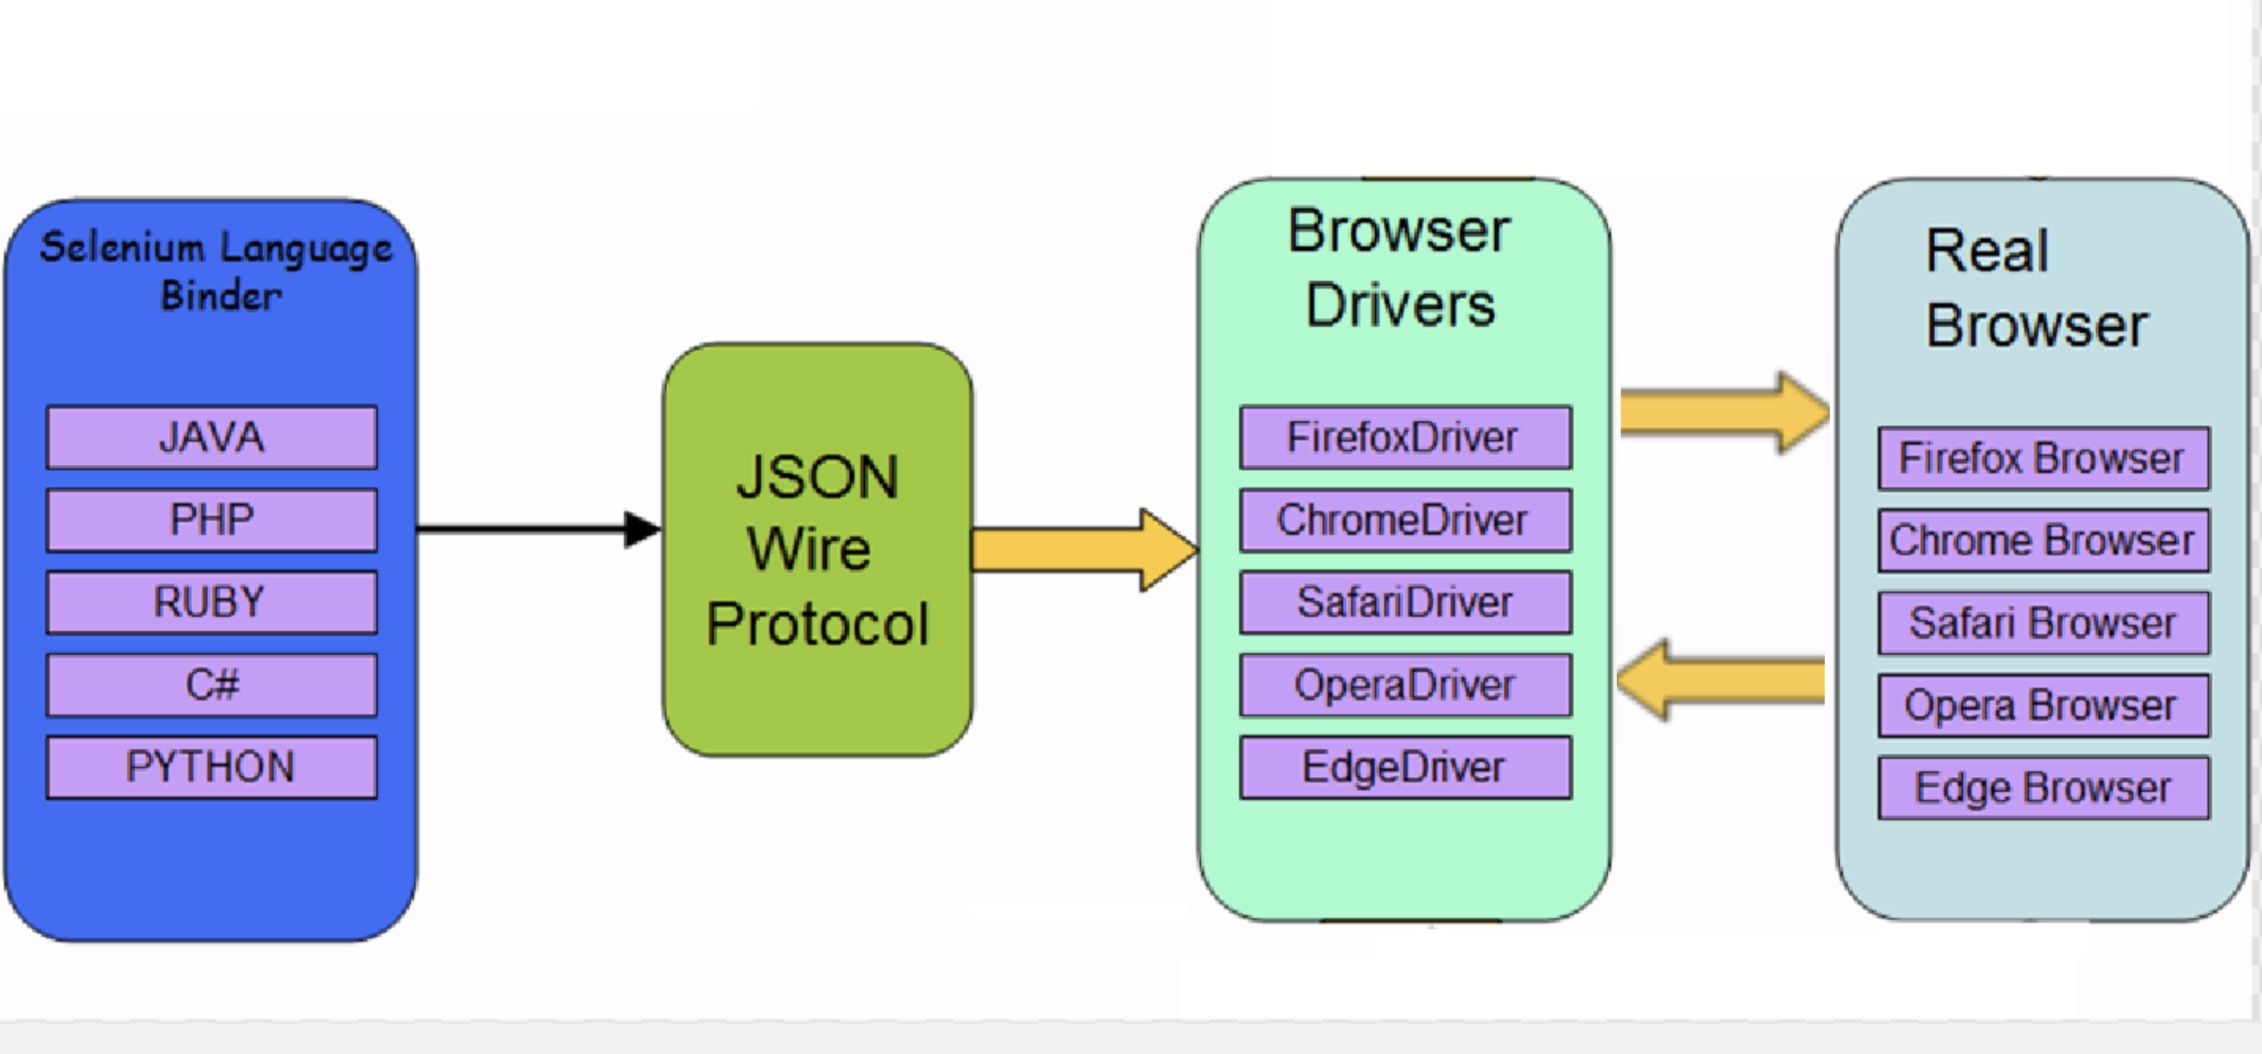 Selenium Language
Binder
JAVA
PHP
RUBY
C#
PYTHON
JSON
Wire
Protocol
Browser
Drivers
FirefoxDriver
ChromeDriver
SafariDriver
OperaDriver
EdgeDriver
Real
Browser
Firefox Browser
Chrome Browser
Safari Browser
Opera Browser
Edge Browser